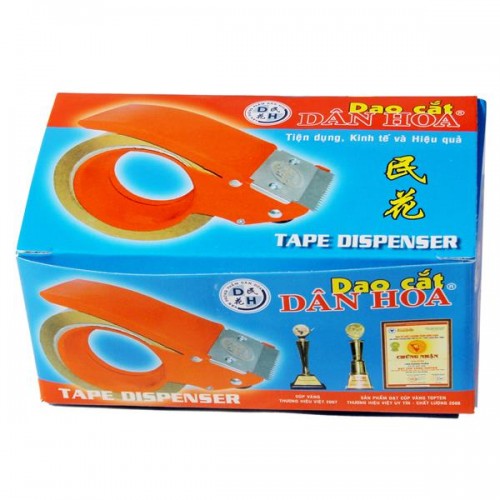 D H
Dao cắt
DÂN HOA®
Tiện dụng, Kinh tế và Hiệu quả
民
花
TAPE DISPENSER
D H
Dao cắt
DÂN HOA®
CHỨNG NHẬN
TAPE DISPENSER
CÚP VÀNG
THƯƠNG HIỆU VIỆT 2007
SẢN PHẨM ĐẠT CÚP VÀNG TOPTEN
THƯƠNG HIỆU VIỆT UY TÍN - CHẤT LƯỢNG 2008